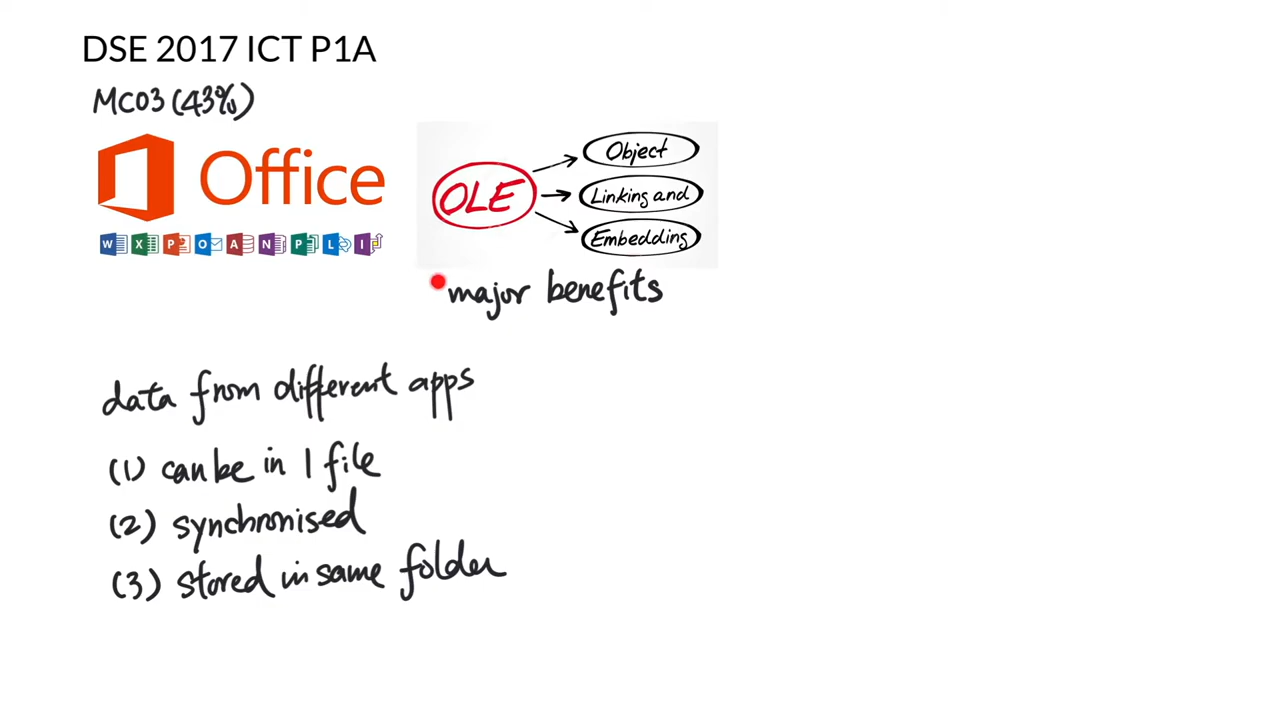 DSE 2017 ICT P1A
MC03 (43%)
Office
W X P O A N P L I
OLE
Object
Linking and
Embedding
major benefits
data from different apps
(1) can be in 1 file
(2) synchronised
(3) stored in same folder